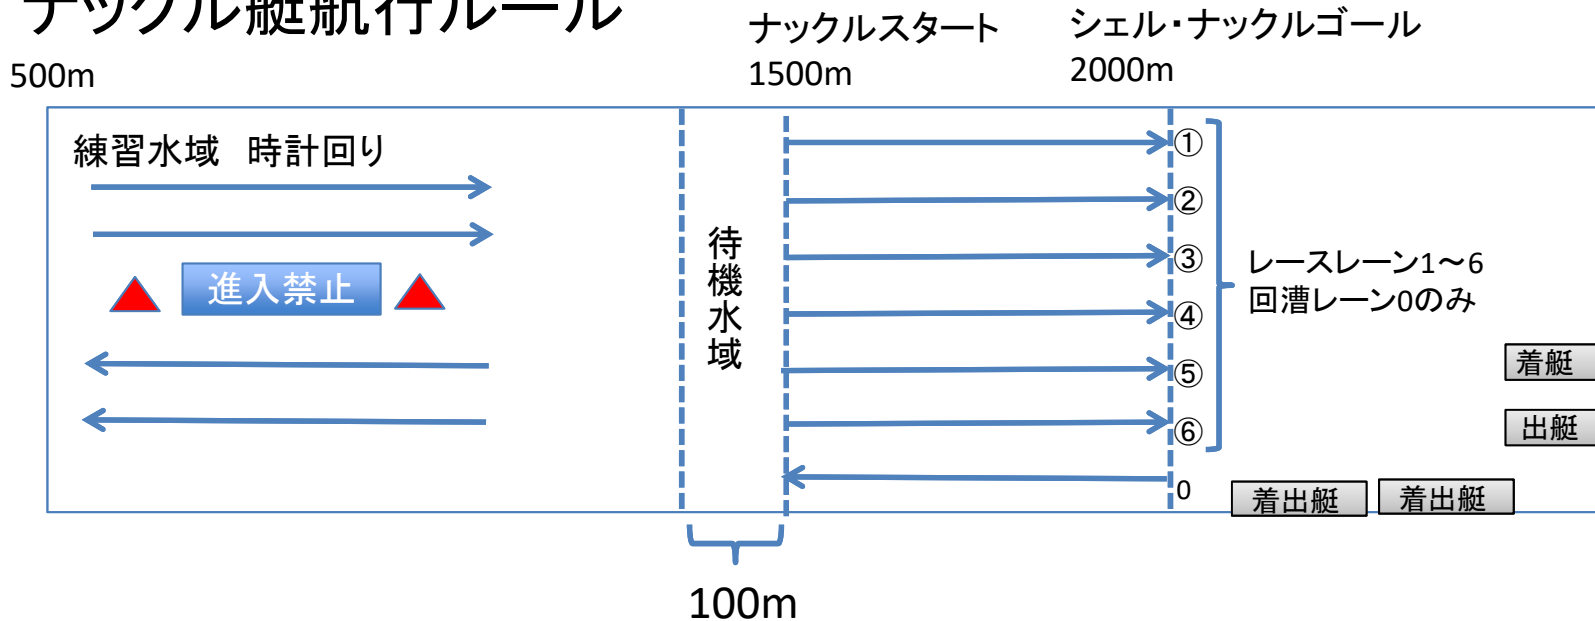 ナックル艇航行ルール
ナックルスタート
1500m
シェル・ナックルゴール
2000m
500m
練習水域　時計回り
進入禁止
待機水域
①
②
③
④
⑤
⑥
0
レースレーン1～6
回漕レーン0のみ
着艇
出艇
着出艇
着出艇
100m